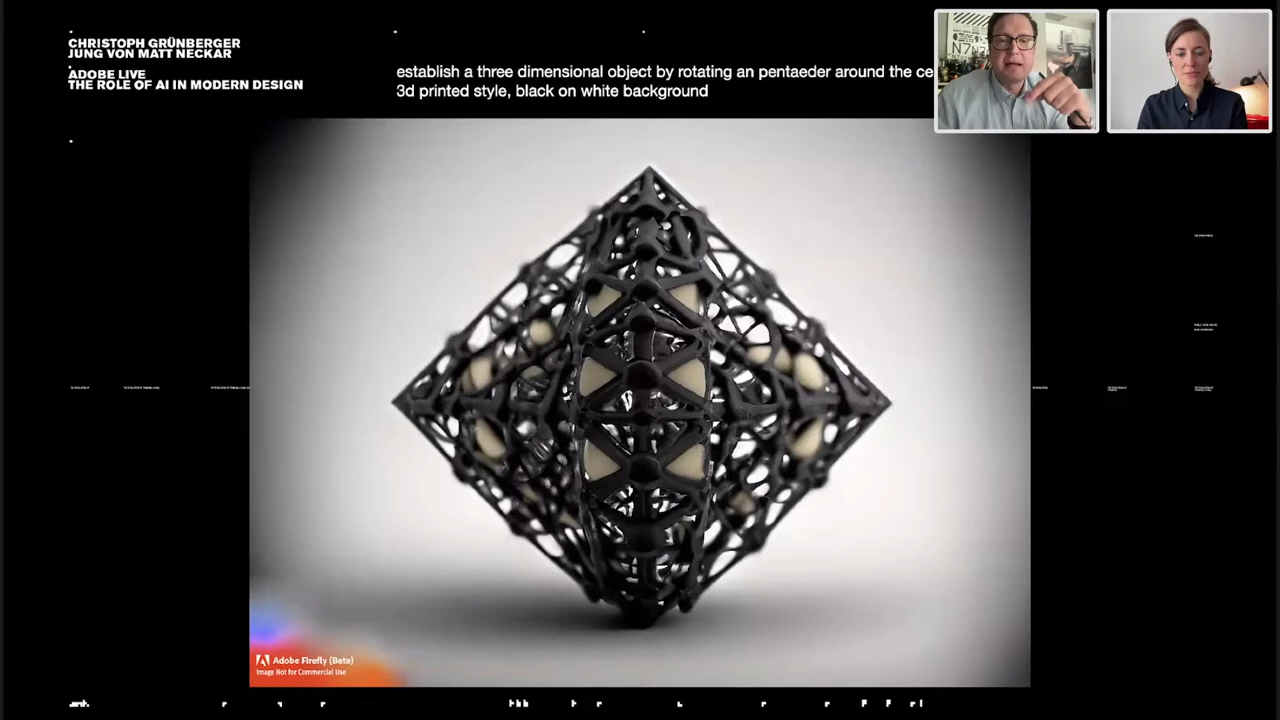 CHRISTOPH GRÜNBERGER
JUNG VON MATT NECKAR
ADOBE LIVE
THE ROLE OF AI IN MODERN DESIGN
establish a three dimensional object by rotating an pentaeder around the ce
3d printed style, black on white background
N7N7
Adobe Firefly (Beta)
Image Not for Commercial Use